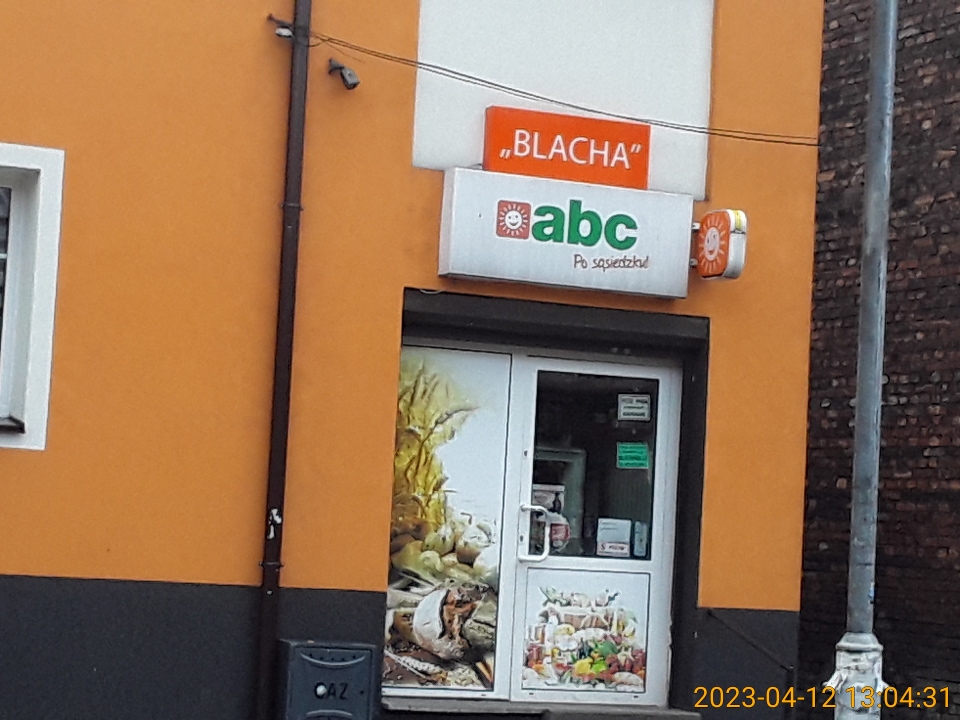 „BLACHA”
abc
Po sąsiedzku!
GAZ
2023-04-12 13:04:31